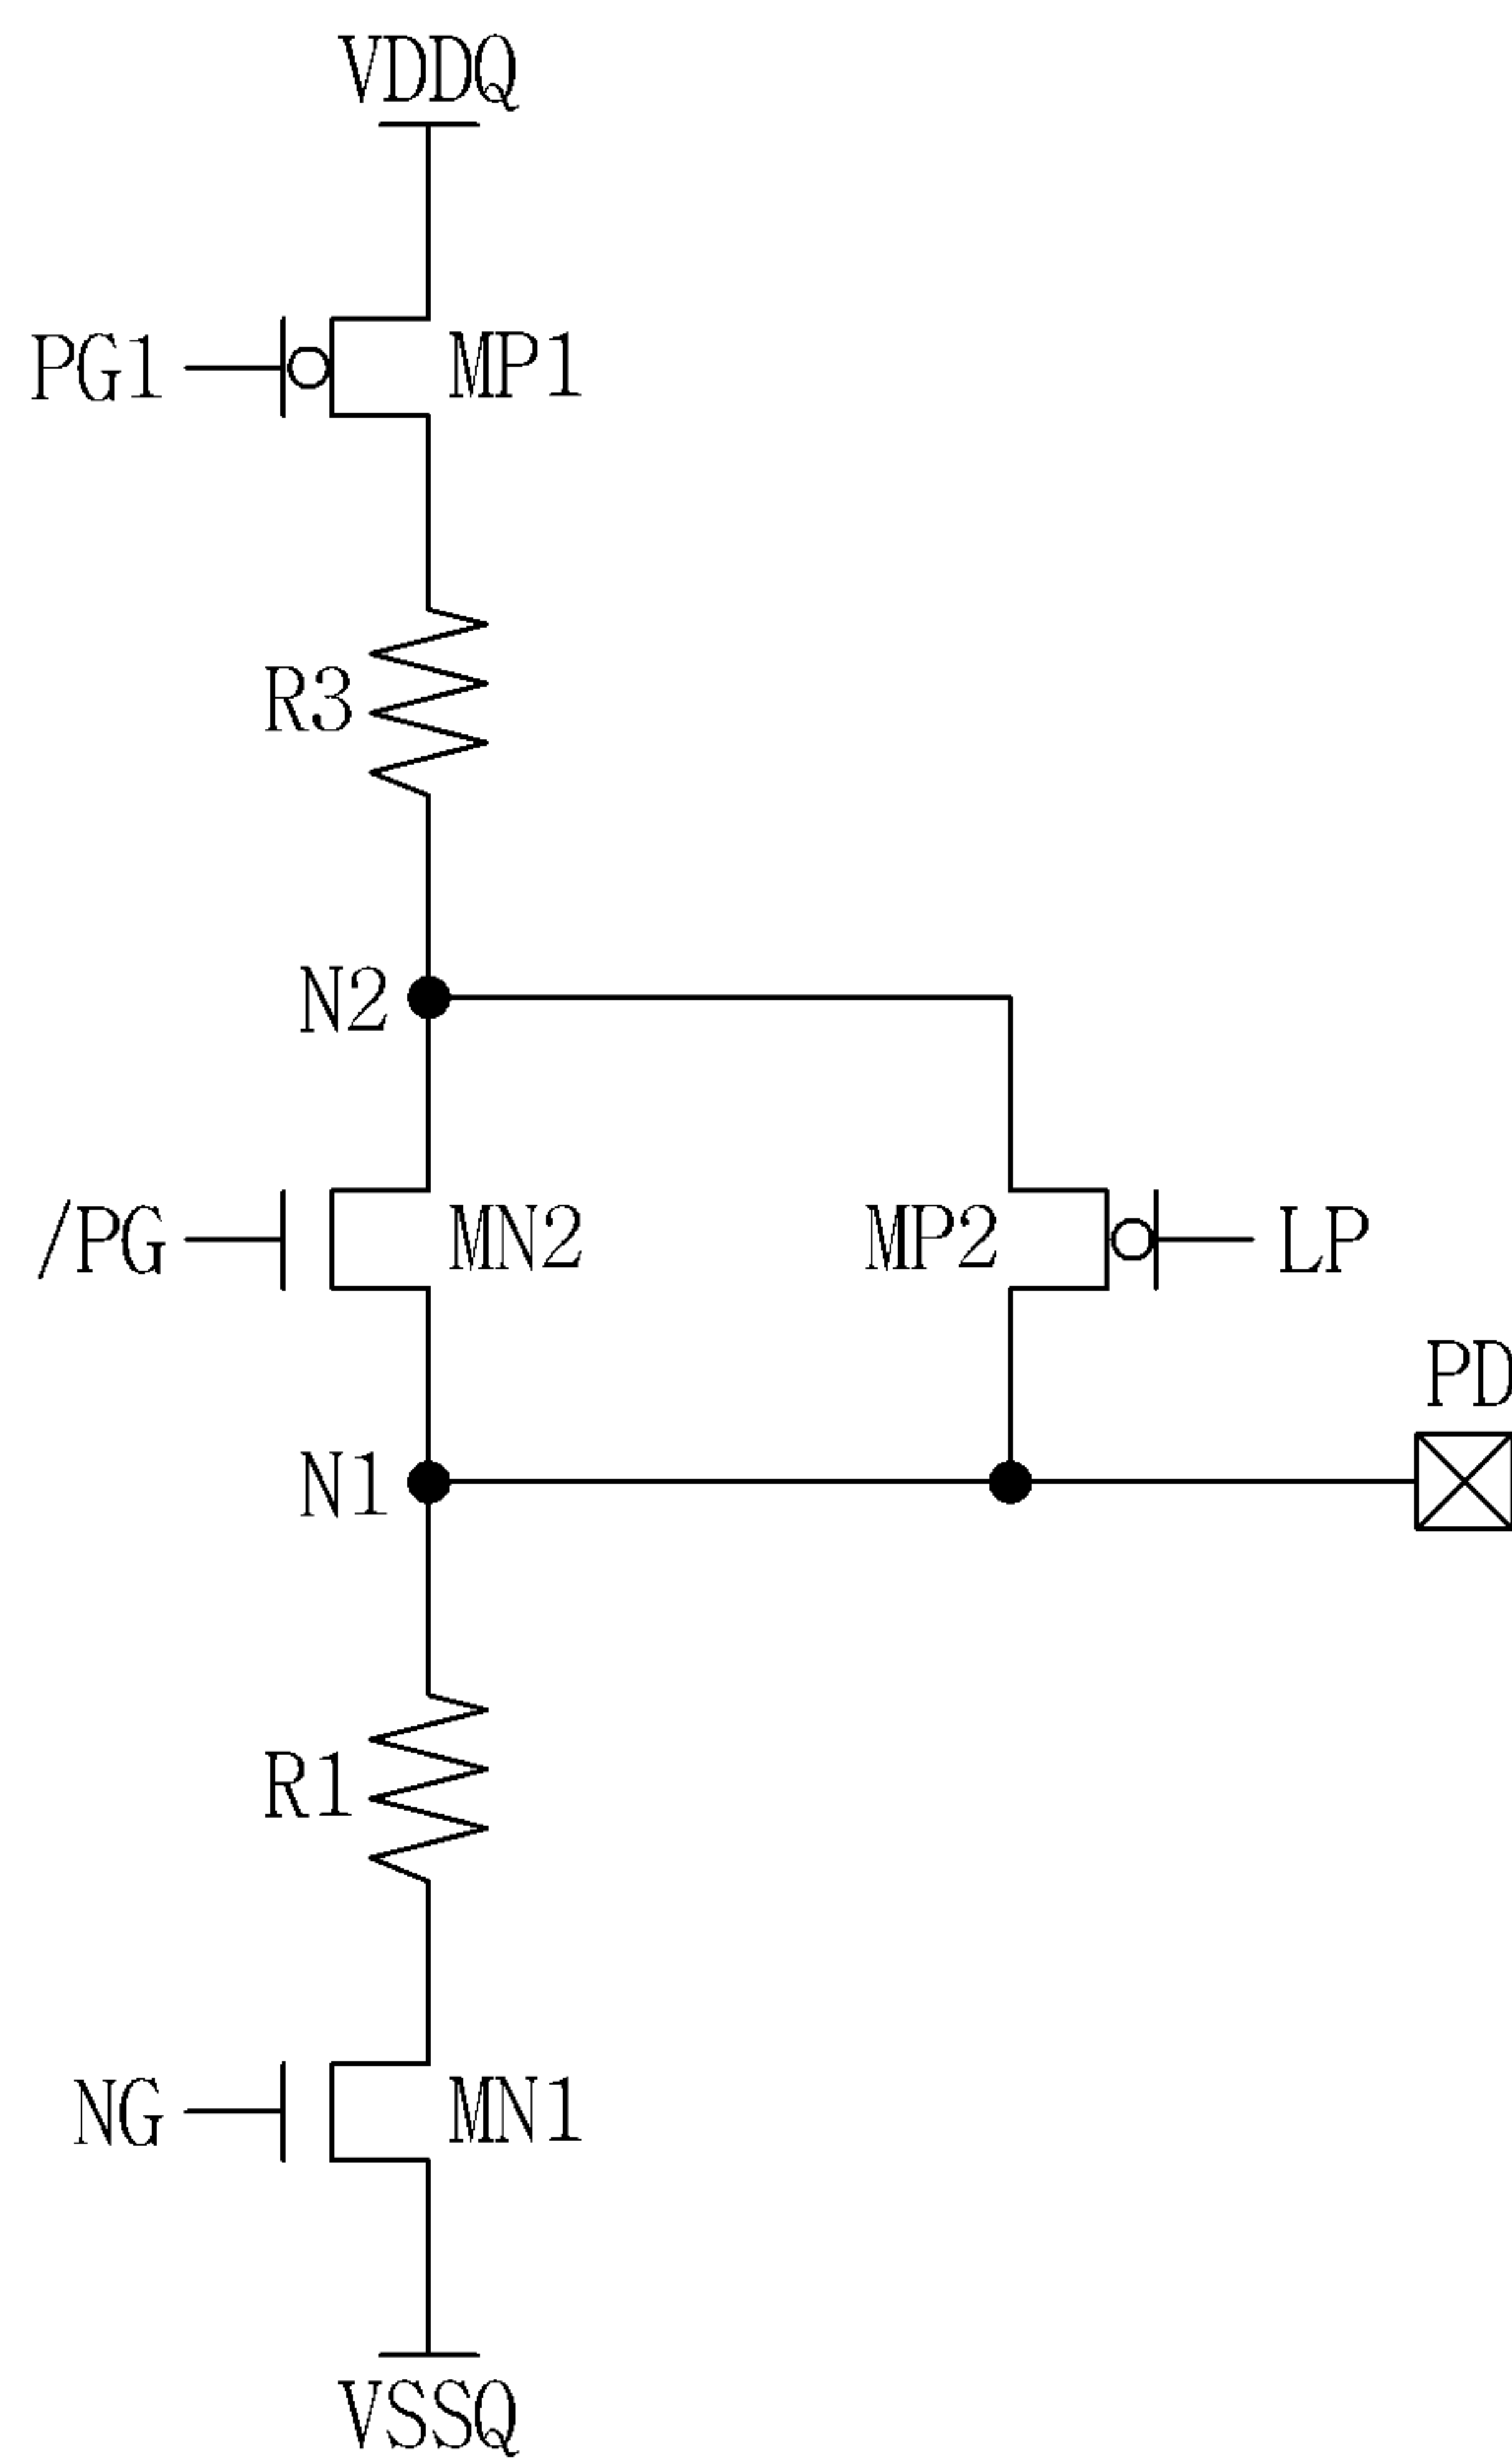 VDDQ
PG1 MP1
R3
N2
/PG MN2 MP2 LP
PD
N1
R1
NG MN1
VSSQ